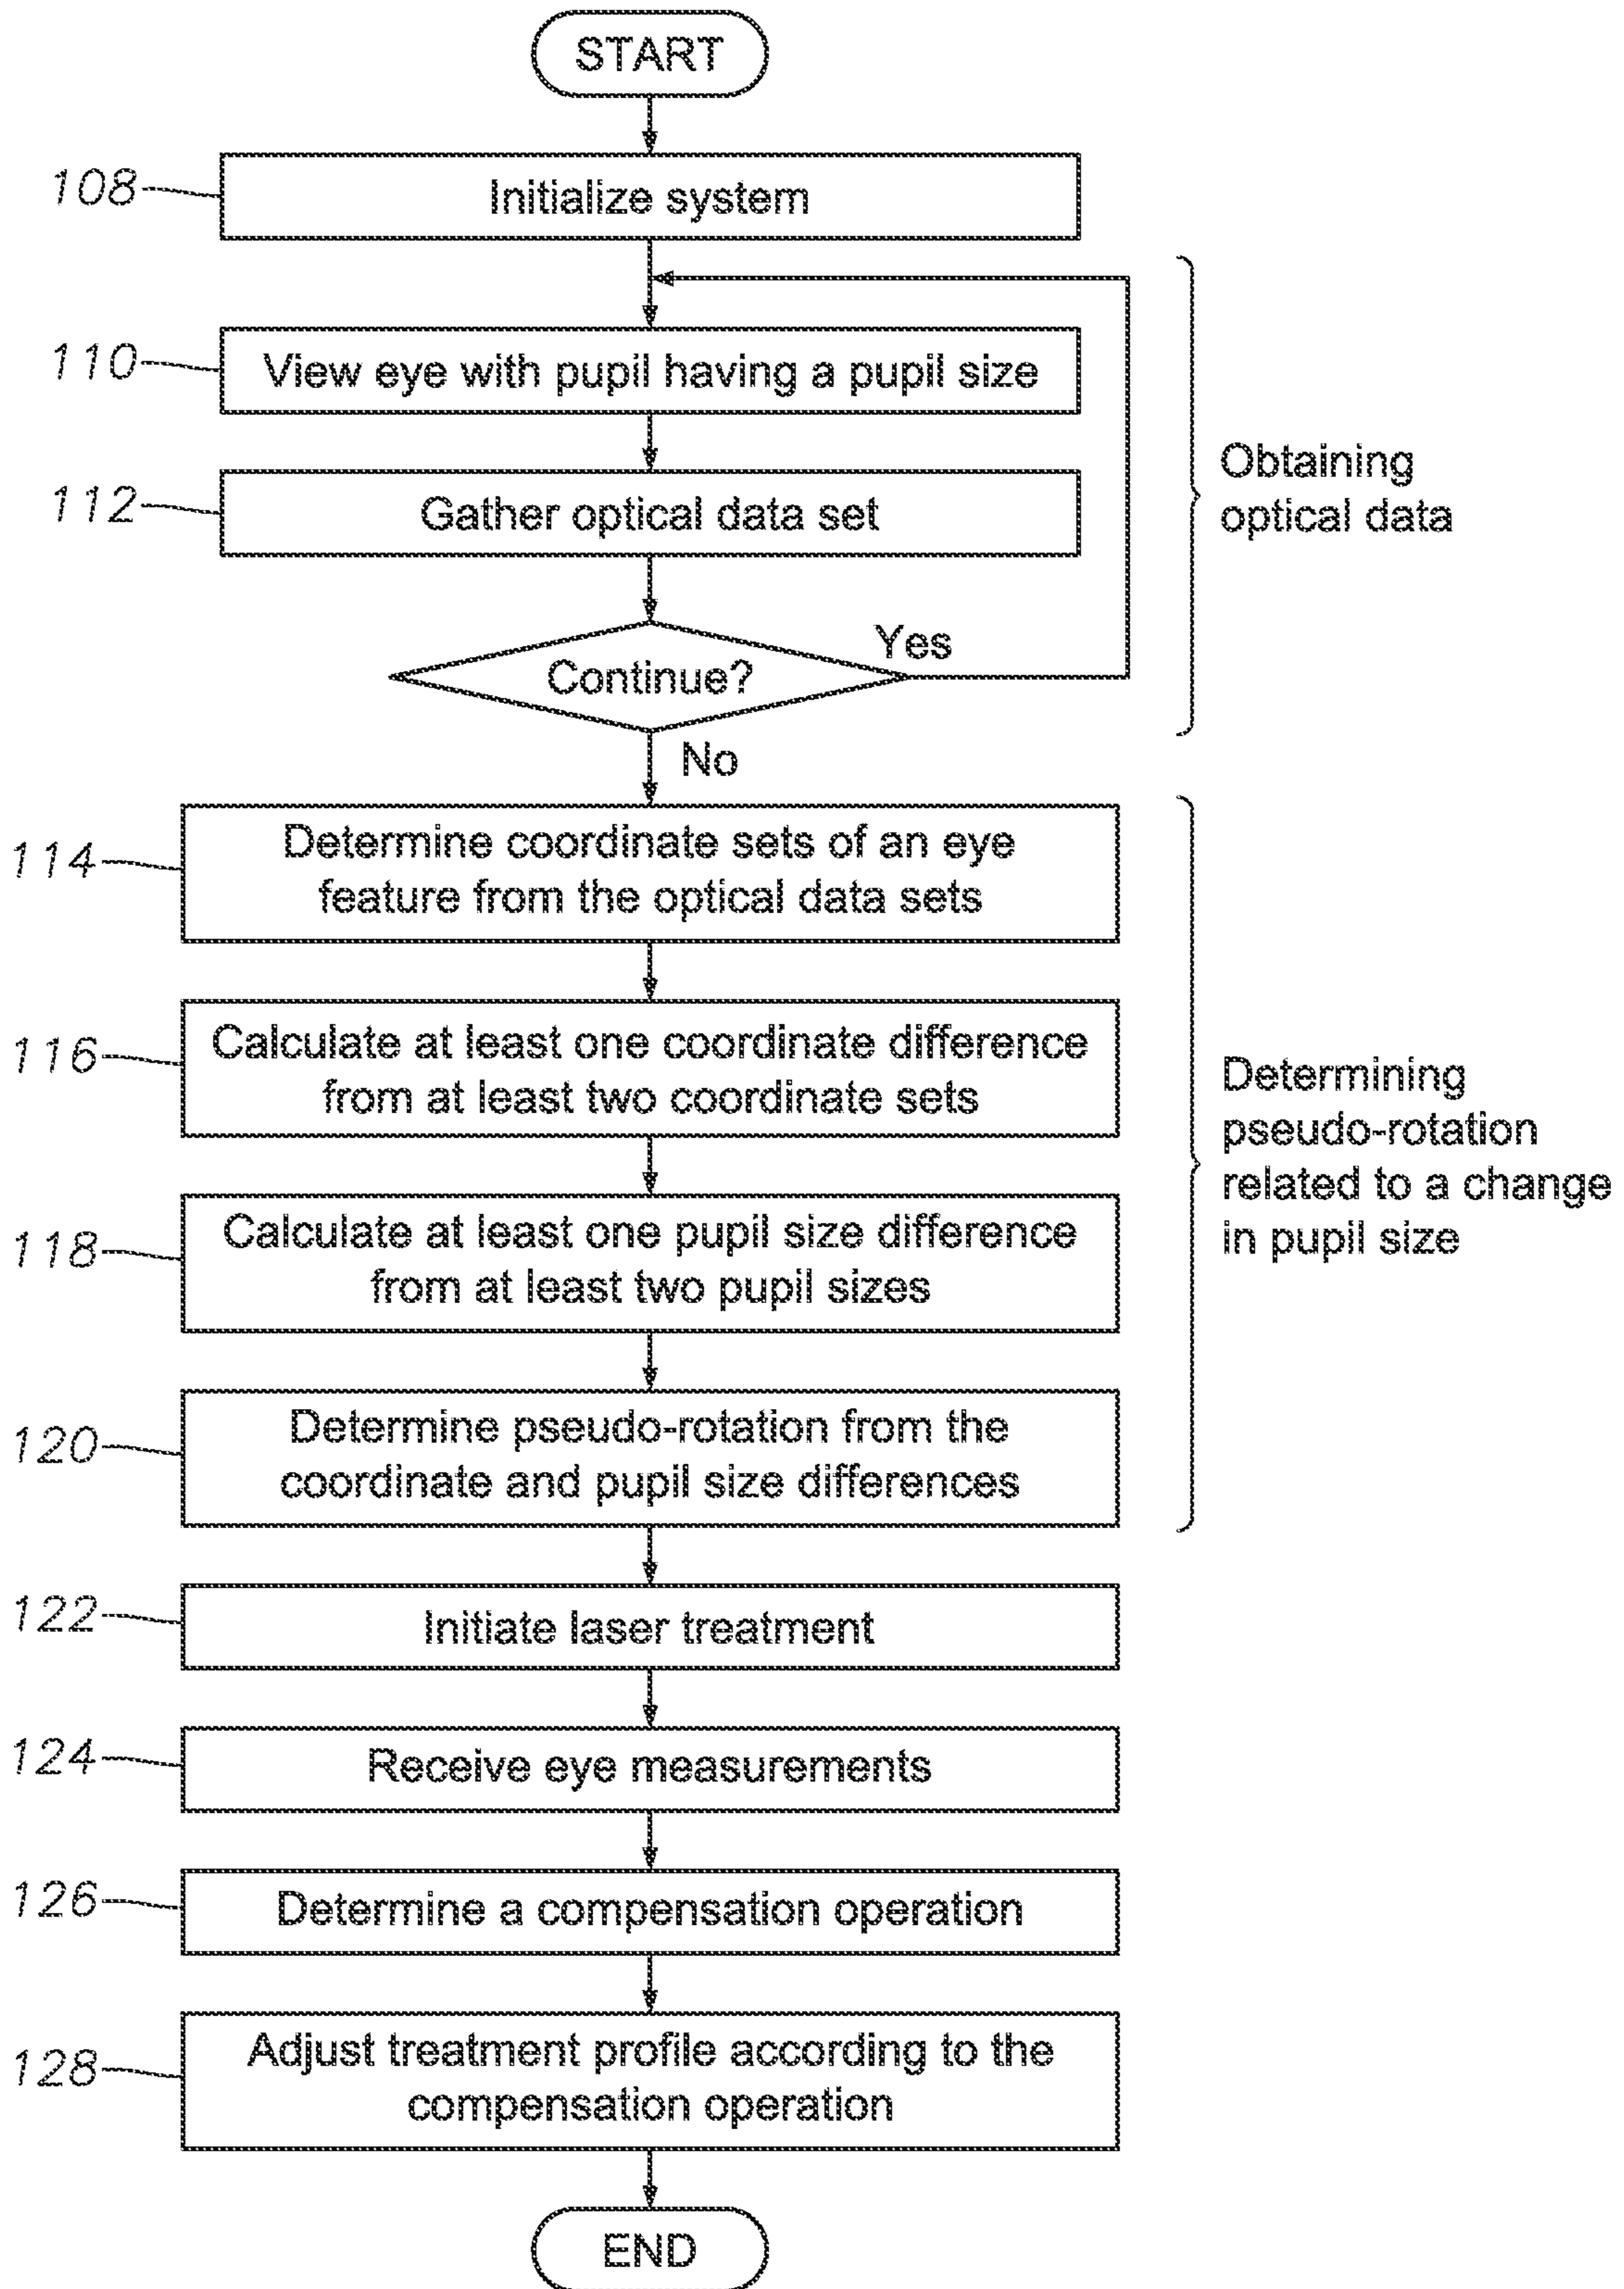 START
108
Initialize system
110
View eye with pupil having a pupil size
112
Gather optical data set
Continue?
Yes
No
Obtaining
optical data
114
Determine coordinate sets of an eye
feature from the optical data sets
116
Calculate at least one coordinate difference
from at least two coordinate sets
118
Calculate at least one pupil size difference
from at least two pupil sizes
120
Determine pseudo-rotation from the
coordinate and pupil size differences
Determining
pseudo-rotation
related to a change
in pupil size
122
Initiate laser treatment
124
Receive eye measurements
126
Determine a compensation operation
128
Adjust treatment profile according to the
compensation operation
END